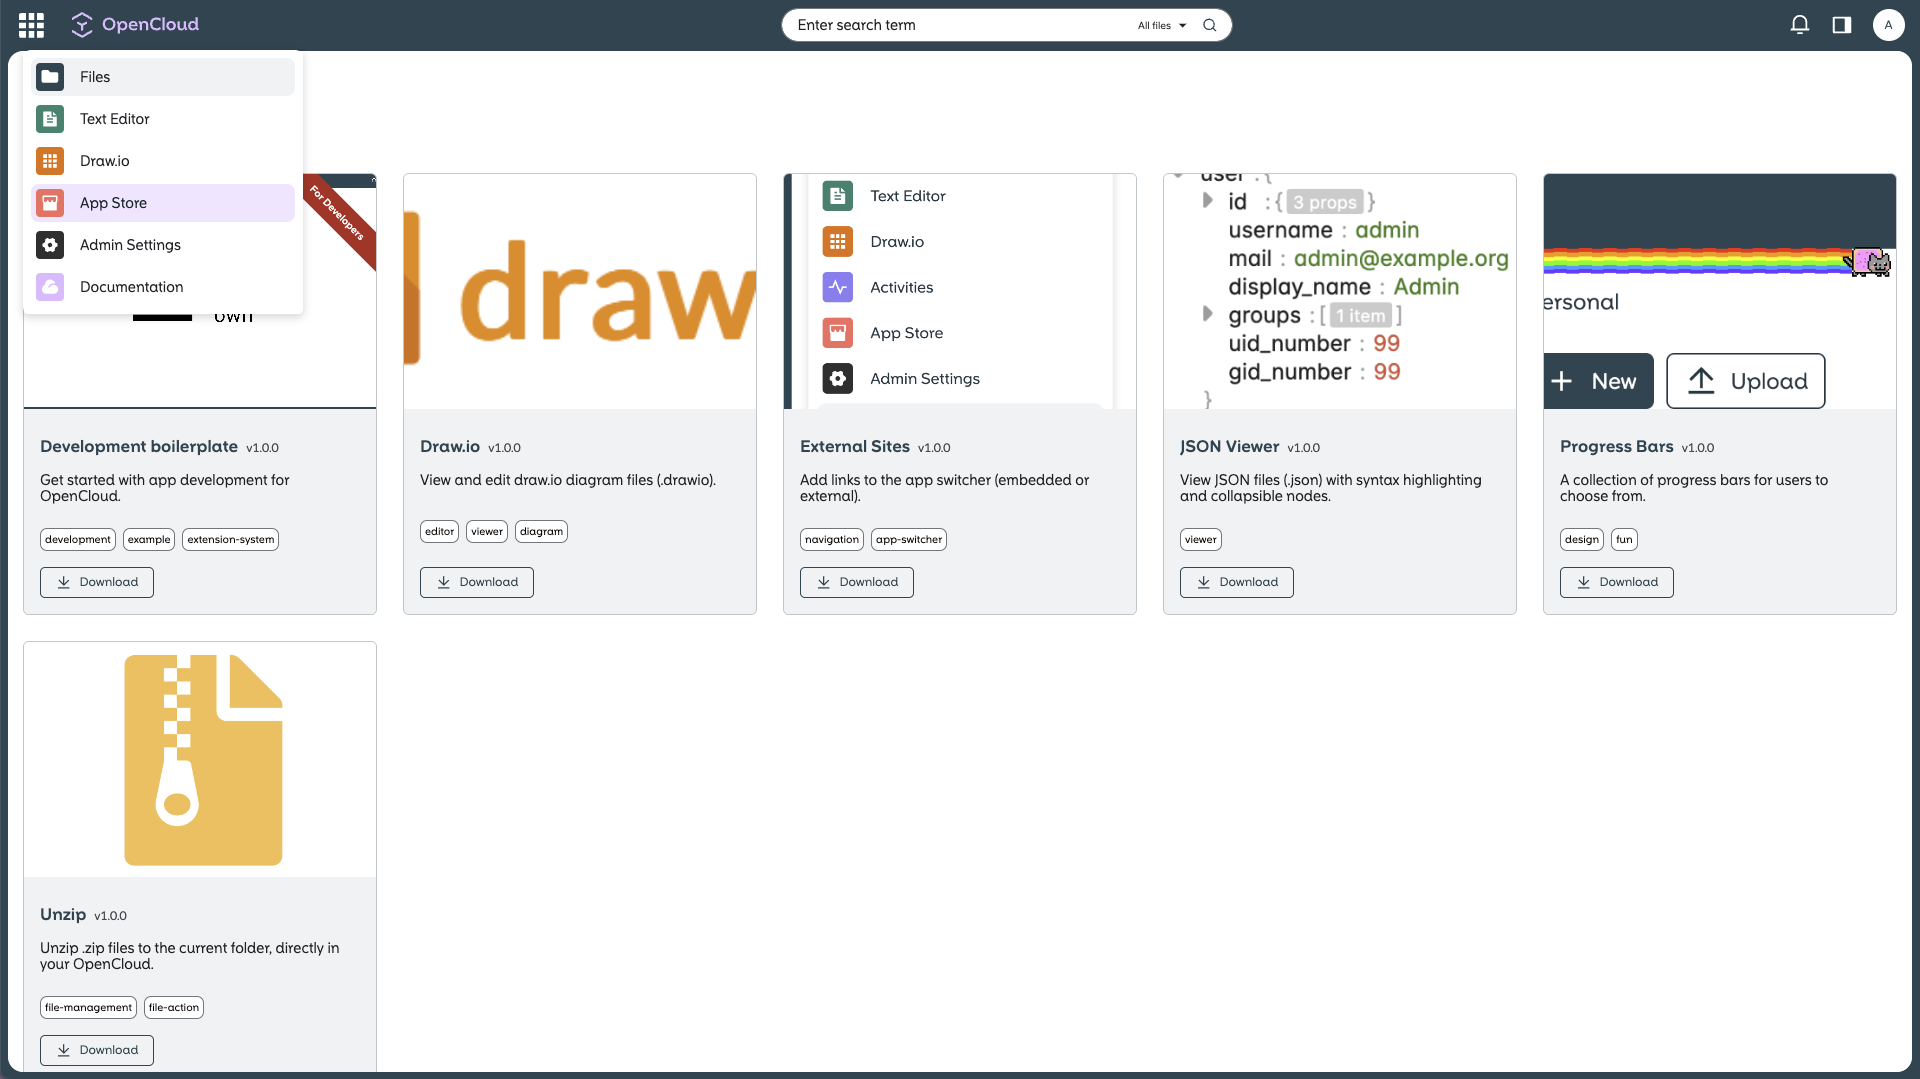 OpenCloud
Enter search term
All files
A
Files
Text Editor
Draw.io
App Store
Admin Settings
Documentation
For Developers
own
draw
Text Editor
Draw.io
Activities
App Store
Admin Settings
user : {
id : { 3 props }
username : admin
mail : admin@example.org
display_name : Admin
groups : [ 1 item ]
uid_number : 99
gid_number : 99
}
ersonal
+ New
Upload
Development boilerplate v1.0.0
Get started with app development for
OpenCloud.
development example extension-system
Download
Draw.io v1.0.0
View and edit draw.io diagram files (.drawio).
editor viewer diagram
Download
External Sites v1.0.0
Add links to the app switcher (embedded or
external).
navigation app-switcher
Download
JSON Viewer v1.0.0
View JSON files (.json) with syntax highlighting
and collapsible nodes.
viewer
Download
Progress Bars v1.0.0
A collection of progress bars for users to
choose from.
design fun
Download
Unzip v1.0.0
Unzip .zip files to the current folder, directly in
your OpenCloud.
file-management file-action
Download